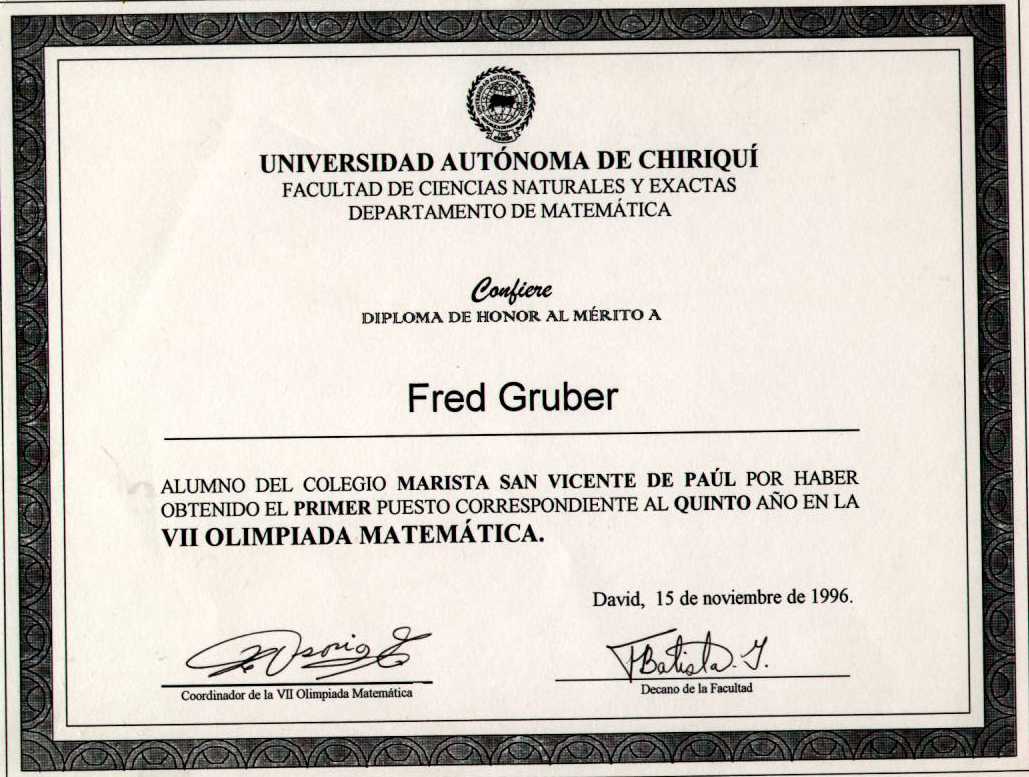 UNIVERSIDAD AUTÓNOMA DE CHIRIQUÍ
FACULTAD DE CIENCIAS NATURALES Y EXACTAS
DEPARTAMENTO DE MATEMÁTICA
Confiere
DIPLOMA DE HONOR AL MÉRITO A
Fred Gruber
ALUMNO DEL COLEGIO MARISTA SAN VICENTE DE PAÚL POR HABER
OBTENIDO EL PRIMER PUESTO CORRESPONDIENTE AL QUINTO AÑO EN LA
VII OLIMPIADA MATEMÁTICA.
David, 15 de noviembre de 1996.
Coordinador de la VII Olimpiada Matemática
Decano de la Facultad